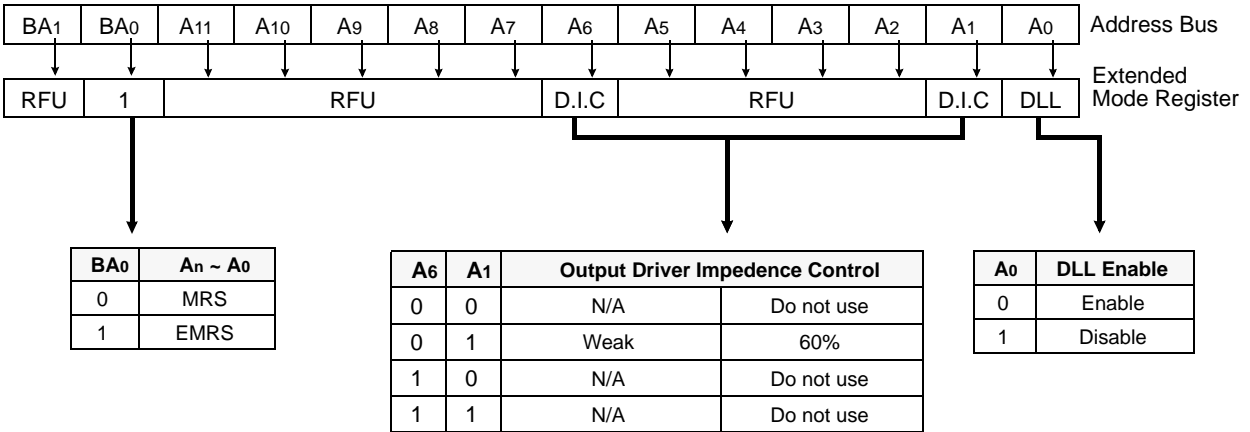 BA1 BA0 A11 A10 A9 A8 A7 A6 A5 A4 A3 A2 A1 A0 Address Bus
Extended
RFU 1 RFU D.I.C RFU D.I.C DLL Mode Register
BA0 An ~ A0
0 MRS
1 EMRS
A6 A1 Output Driver Impedence Control
0 0 N/A Do not use
0 1 Weak 60%
1 0 N/A Do not use
1 1 N/A Do not use
A0 DLL Enable
0 Enable
1 Disable